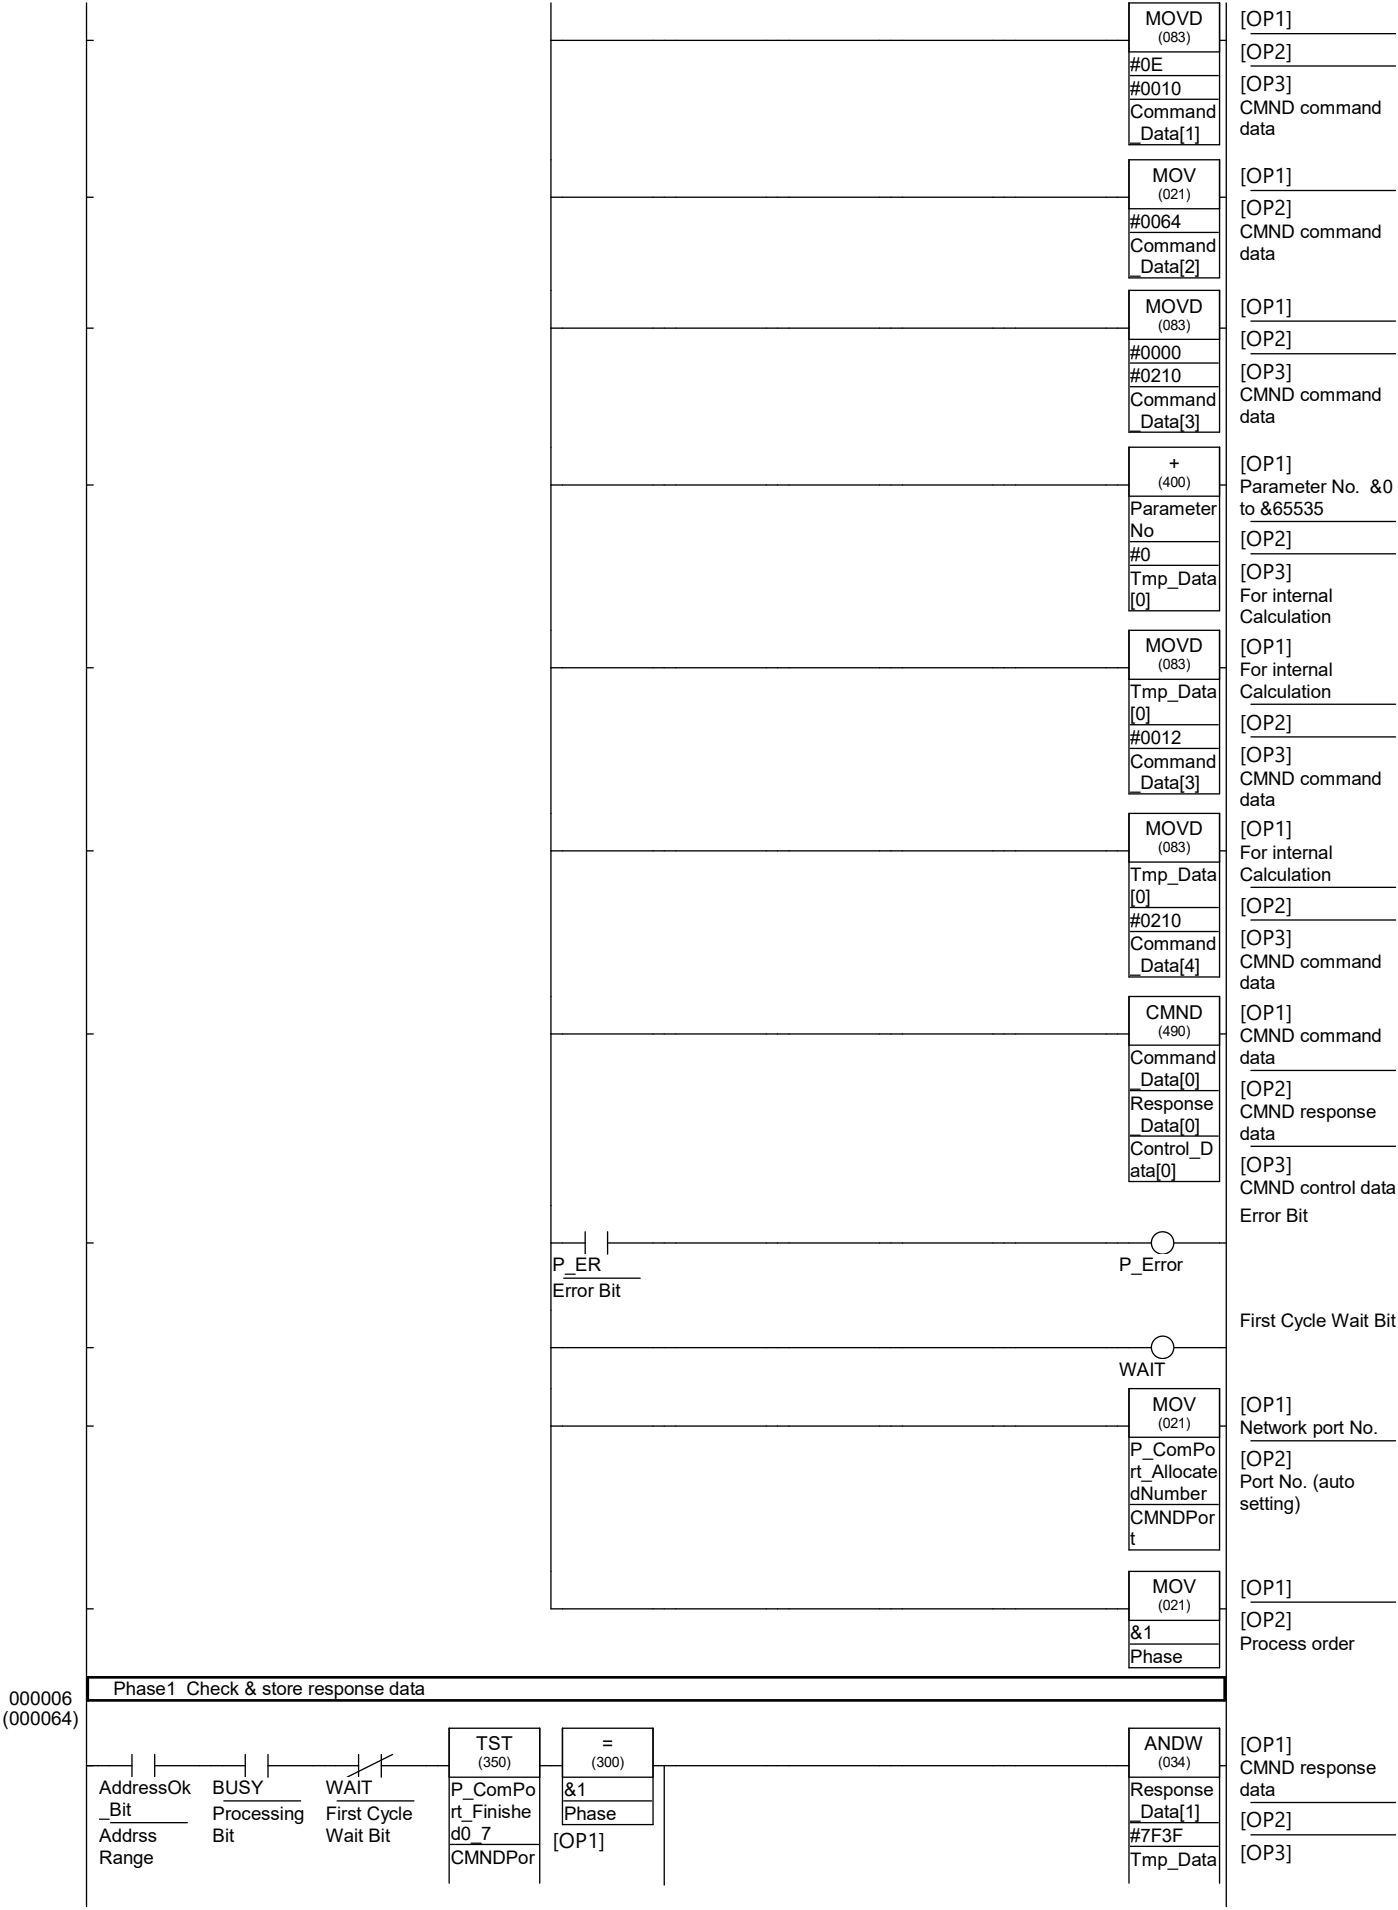 MOVD
(083)
#0E
#0010
Command
_Data[1]
[OP1]
[OP2]
[OP3]
CMND command
data
MOV
(021)
#0064
Command
_Data[2]
[OP1]
[OP2]
CMND command
data
MOVD
(083)
#0000
#0210
Command
_Data[3]
[OP1]
[OP2]
[OP3]
CMND command
data
+
(400)
Parameter
No
#0
Tmp_Data
[0]
[OP1]
Parameter No.  &0
to &65535
[OP2]
[OP3]
For internal
Calculation
MOVD
(083)
Tmp_Data
[0]
#0012
Command
_Data[3]
[OP1]
For internal
Calculation
[OP2]
[OP3]
CMND command
data
MOVD
(083)
Tmp_Data
[0]
#0210
Command
_Data[4]
[OP1]
For internal
Calculation
[OP2]
[OP3]
CMND command
data
CMND
(490)
Command
_Data[0]
Response
_Data[0]
Control_D
ata[0]
[OP1]
CMND command
data
[OP2]
CMND response
data
[OP3]
CMND control data
P_ER
Error Bit
P_Error
Error Bit
WAIT
First Cycle Wait Bit
MOV
(021)
P_ComPo
rt_Allocate
dNumber
CMNDPor
t
[OP1]
Network port No.
[OP2]
Port No. (auto
setting)
MOV
(021)
&1
Phase
[OP1]
[OP2]
Process order
000006
(000064)
Phase1  Check & store response data
AddressOk
_Bit
Addrss
Range
BUSY
Processing
Bit
WAIT
First Cycle
Wait Bit
TST
(350)
P_ComPo
rt_Finishe
d0_7
CMNDPor
=
(300)
&1
Phase
[OP1]
ANDW
(034)
Response
_Data[1]
#7F3F
Tmp_Data
[OP1]
CMND response
data
[OP2]
[OP3]